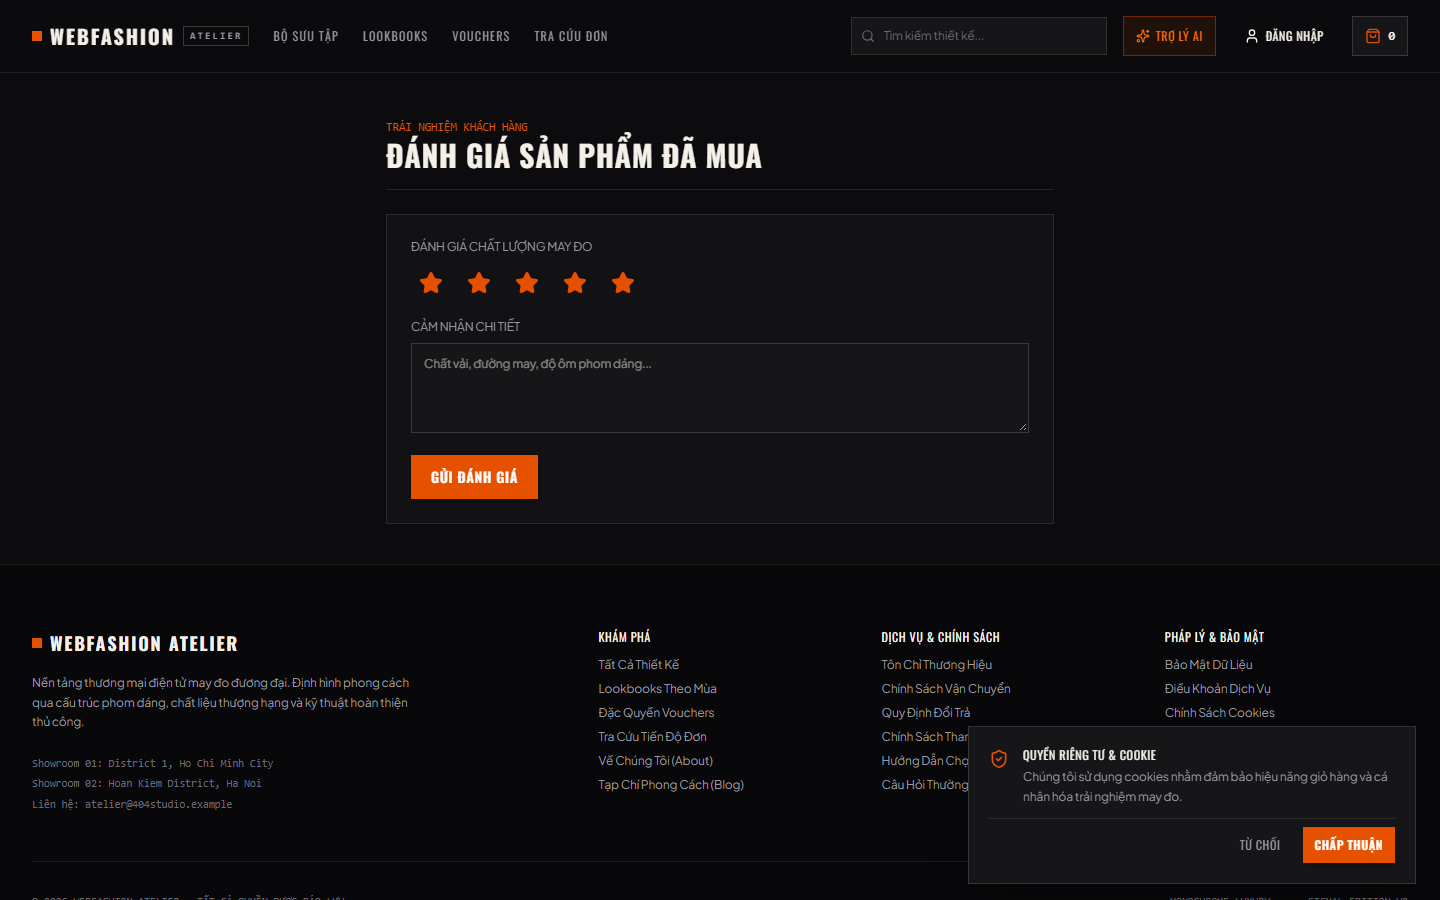 WEBFASHION ATELIER BỘ SƯU TẬP LOOKBOOKS VOUCHERS TRA CỨU ĐƠN Tìm kiếm thiết kế... TRỢ LÝ AI ĐĂNG NHẬP 0
TRẢI NGHIỆM KHÁCH HÀNG
ĐÁNH GIÁ SẢN PHẨM ĐÃ MUA
ĐÁNH GIÁ CHẤT LƯỢNG MAY ĐO
CẢM NHẬN CHI TIẾT
Chất vải, đường may, độ ôm phom dáng...
GỬI ĐÁNH GIÁ
WEBFASHION ATELIER
Nền tảng thương mại điện tử may đo đương đại. Định hình phong cách
qua cấu trúc phom dáng, chất liệu thượng hạng và kỹ thuật hoàn thiện
thủ công.
Showroom 01: District 1, Ho Chi Minh City
Showroom 02: Hoan Kiem District, Ha Noi
Liên hệ: atelier@404studio.example
KHÁM PHÁ
Tất Cả Thiết Kế
Lookbooks Theo Mùa
Đặc Quyền Vouchers
Tra Cứu Tiến Độ Đơn
Về Chúng Tôi (About)
Tạp Chí Phong Cách (Blog)
DỊCH VỤ & CHÍNH SÁCH
Tôn Chỉ Thương Hiệu
Chính Sách Vận Chuyển
Quy Định Đổi Trả
Chính Sách
Hướng Dẫn
Câu Hỏi Thường
PHÁP LÝ & BẢO MẬT
Bảo Mật Dữ Liệu
Điều Khoản Dịch Vụ
Chính Sách Cookies
QUYỀN RIÊNG TƯ & COOKIE
Chúng tôi sử dụng cookies nhằm đảm bảo hiệu năng giỏ hàng và cá
nhân hóa trải nghiệm may đo.
TỪ CHỐI CHẤP THUẬN